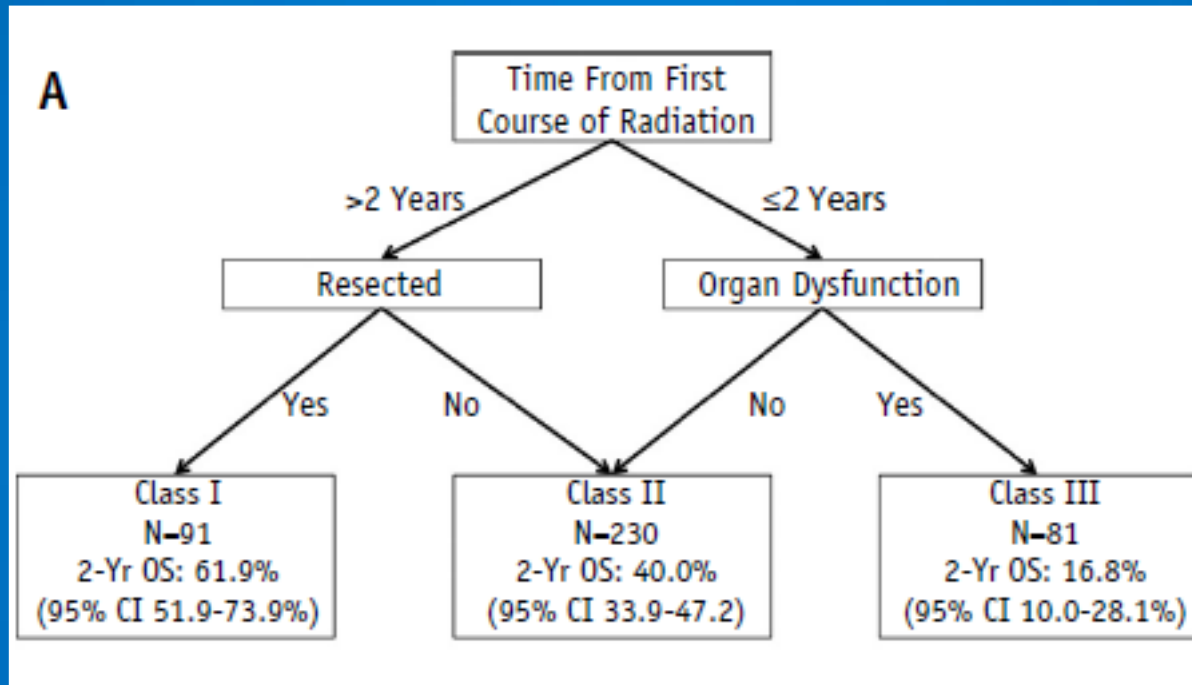 A
Time From First
Course of Radiation
>2 Years
≤2 Years
Resected
Organ Dysfunction
Yes
No
No
Yes
Class I
N=91
2-Yr OS: 61.9%
(95% CI 51.9-73.9%)
Class II
N=230
2-Yr OS: 40.0%
(95% CI 33.9-47.2)
Class III
N=81
2-Yr OS: 16.8%
(95% CI 10.0-28.1%)